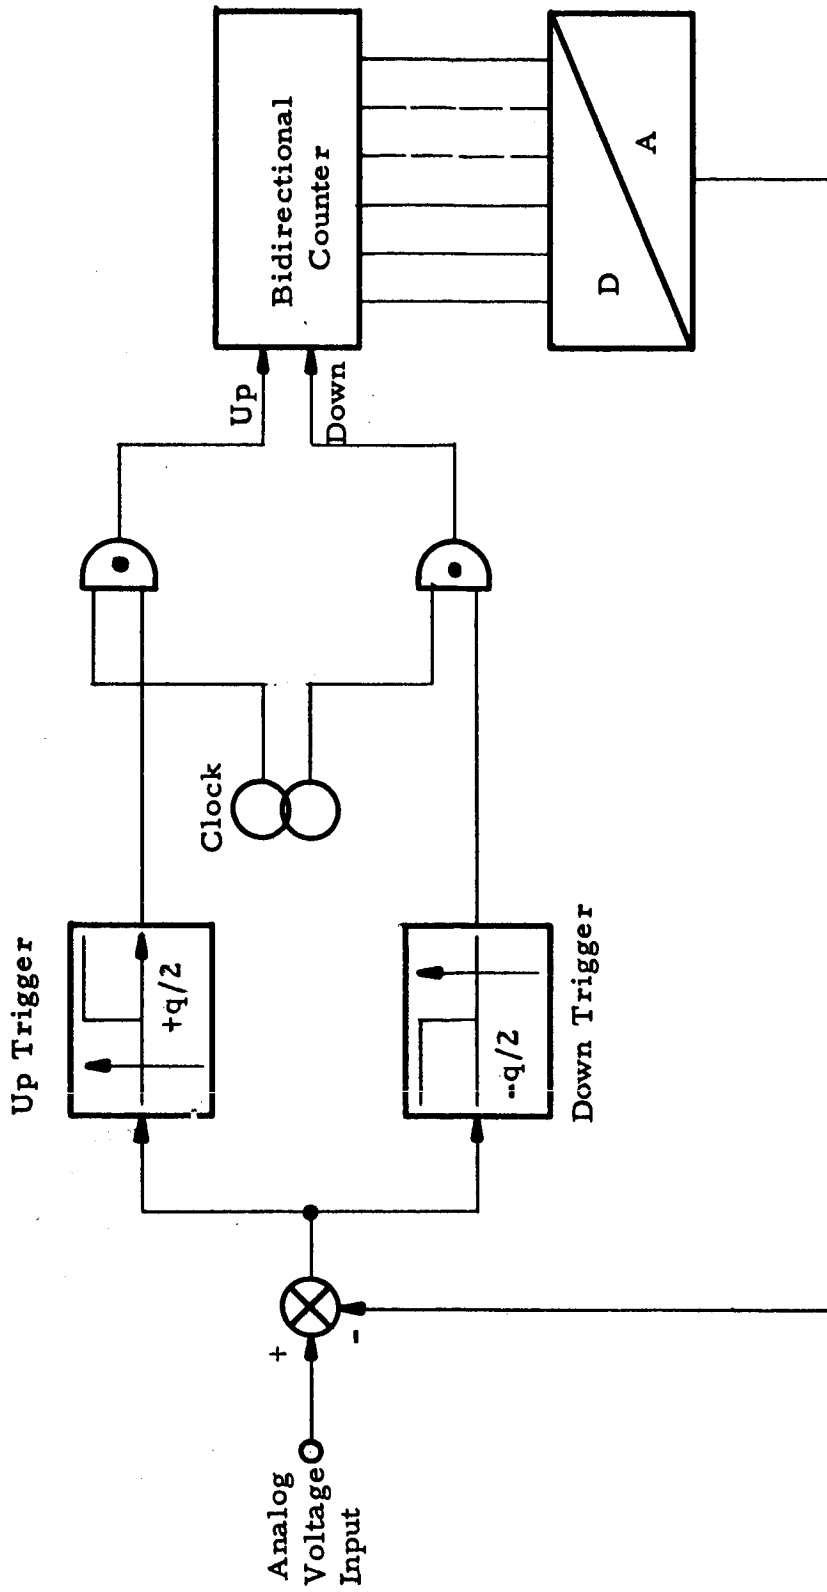 Up Trigger
+q/2
Clock
Up
Down
Bidirectional
Counter
Analog
Voltage
Input
+
-
-q/2
Down Trigger
D
A